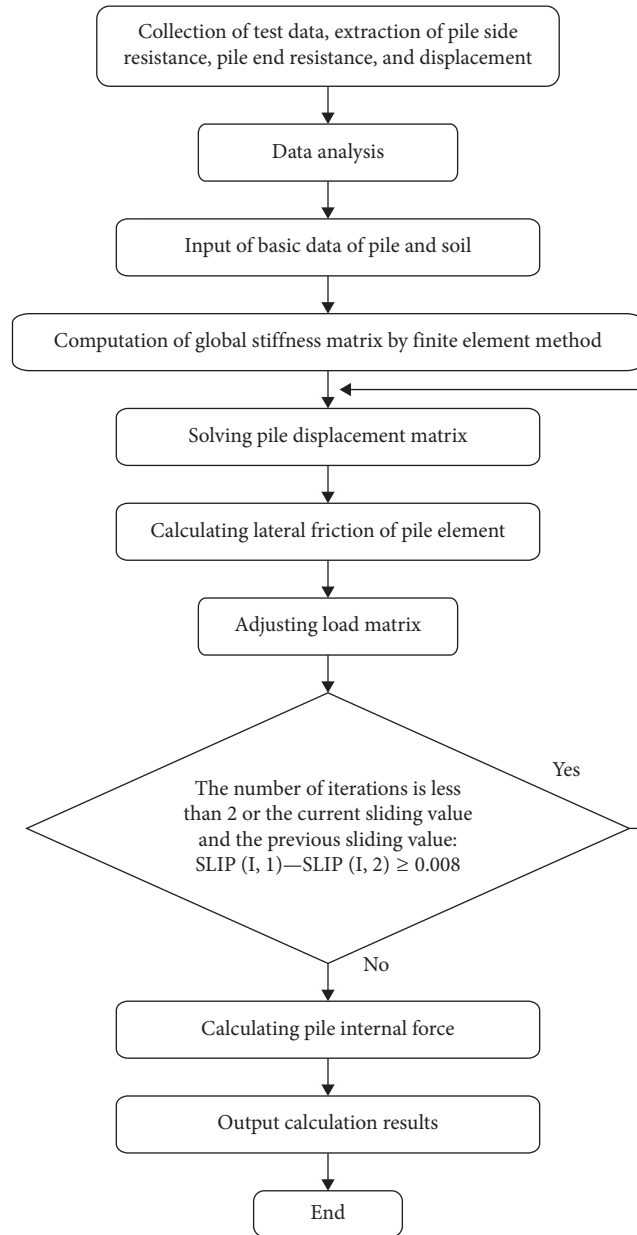 Collection of test data, extraction of pile side
resistance, pile end resistance, and displacement
Data analysis
Input of basic data of pile and soil
Computation of global stiffness matrix by finite element method
Solving pile displacement matrix
Calculating lateral friction of pile element
Adjusting load matrix
The number of iterations is less
than 2 or the current sliding value
and the previous sliding value:
SLIP (I, 1)—SLIP (I, 2) ≥ 0.008
Yes
No
Calculating pile internal force
Output calculation results
End